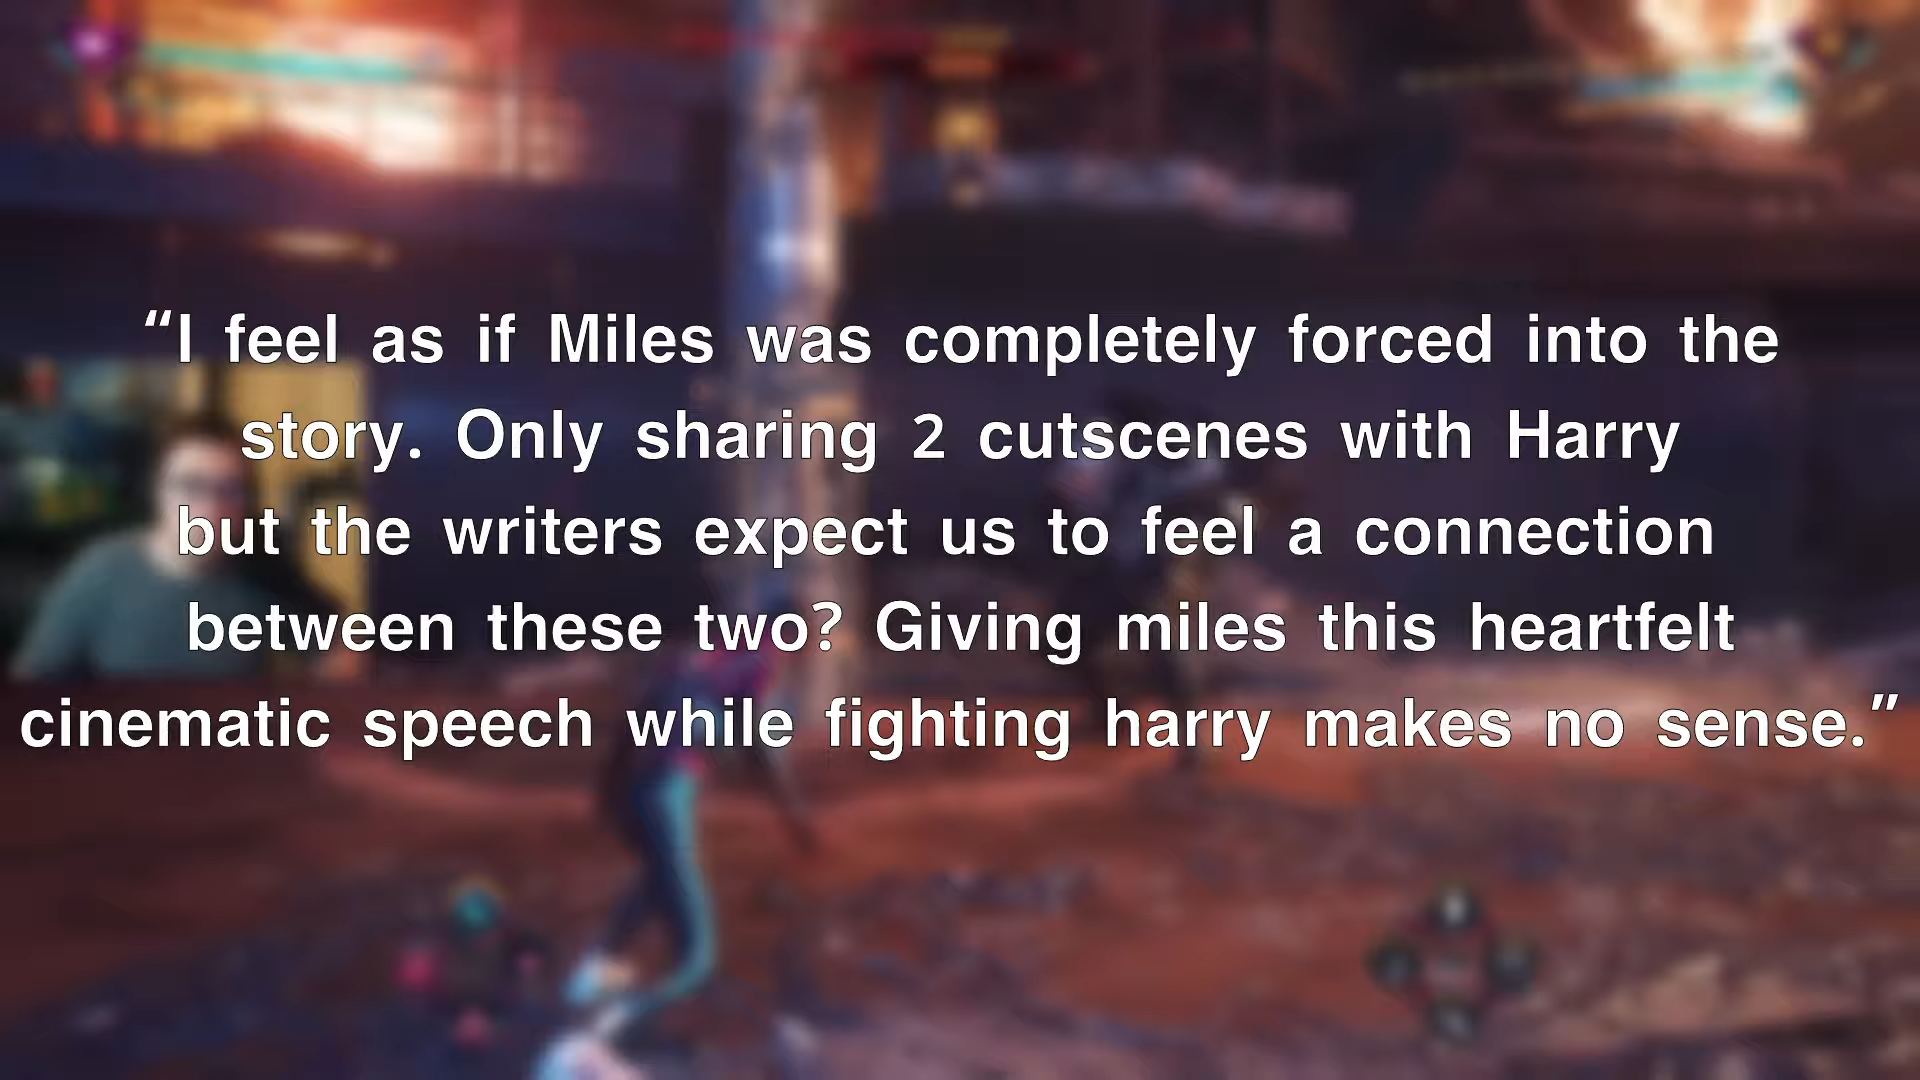 “I feel as if Miles was completely forced into the
story. Only sharing 2 cutscenes with Harry
but the writers expect us to feel a connection
between these two? Giving miles this heartfelt
cinematic speech while fighting harry makes no sense.”